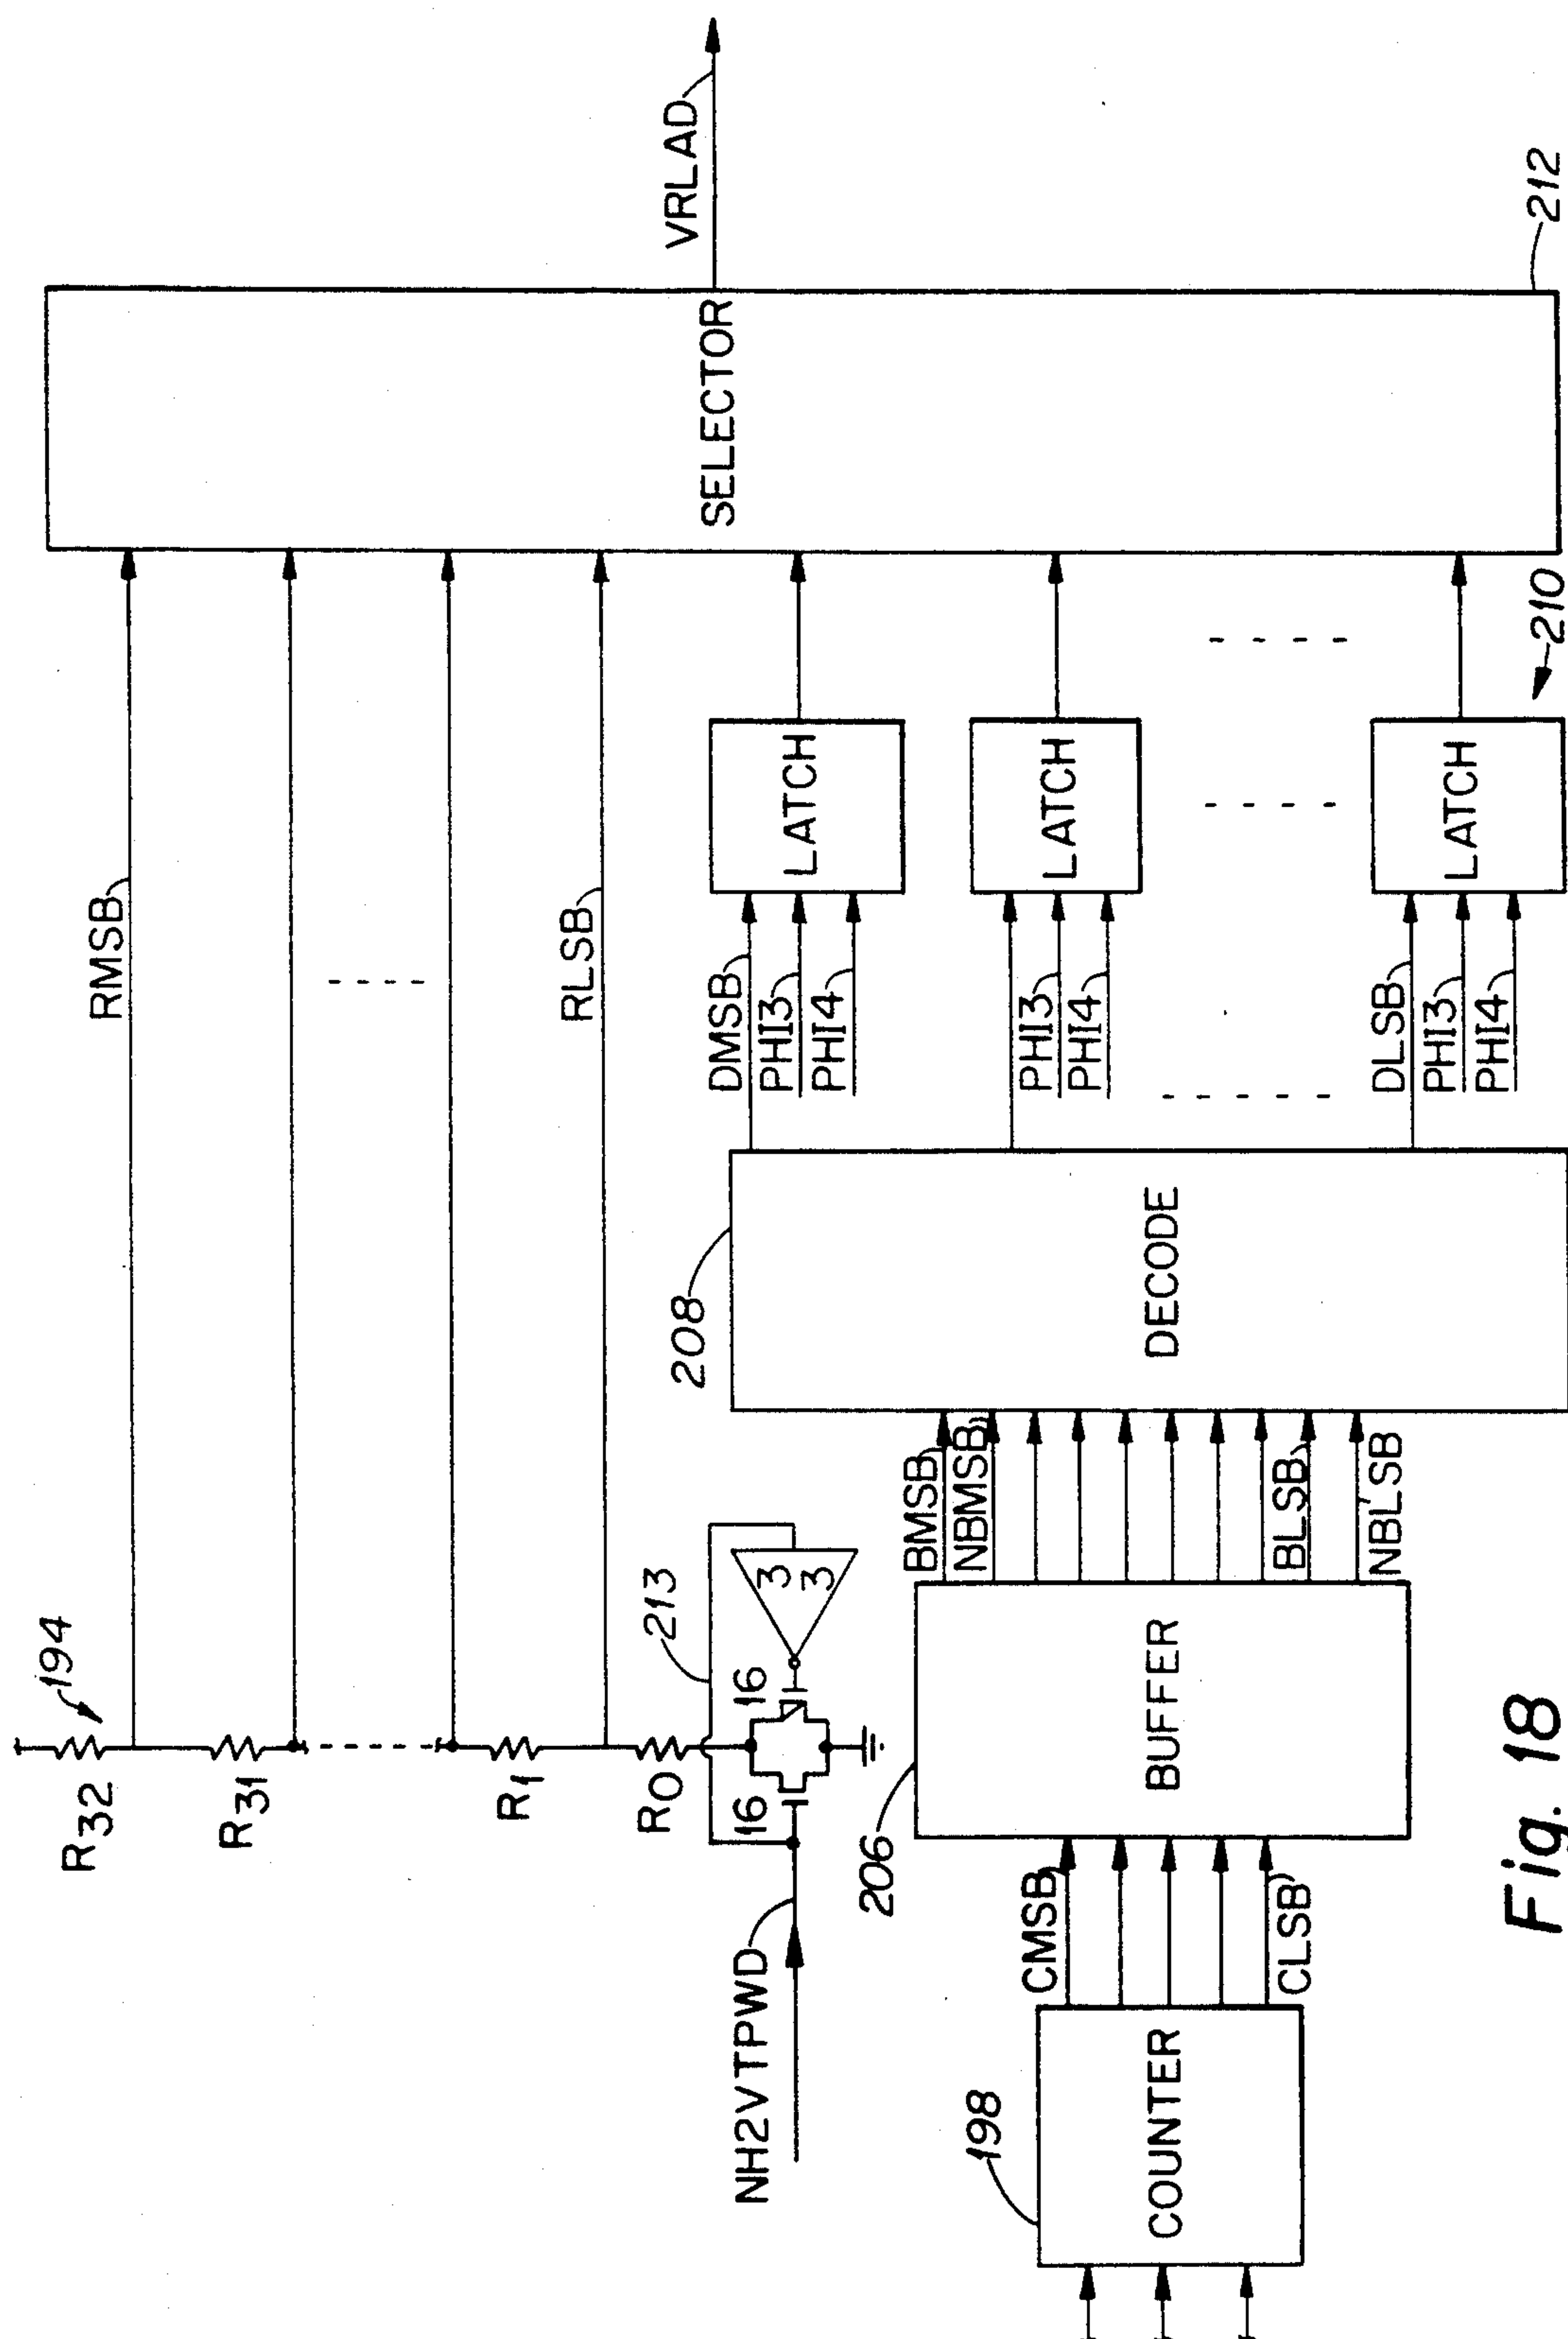 R32
194
R31
R1
R0
RMSB
RLSB
VRLAD
SELECTOR
212
NH2VTPWD
16
16
213
3
3
198
COUNTER
CMSB
CLSB
206
BUFFER
BMSB
NBMSB
BLSB
NBLSB
208
DECODE
DMSB
PHI3
PHI4
LATCH
PHI3
PHI4
LATCH
DLSB
PHI3
PHI4
LATCH
210
Fig. 18